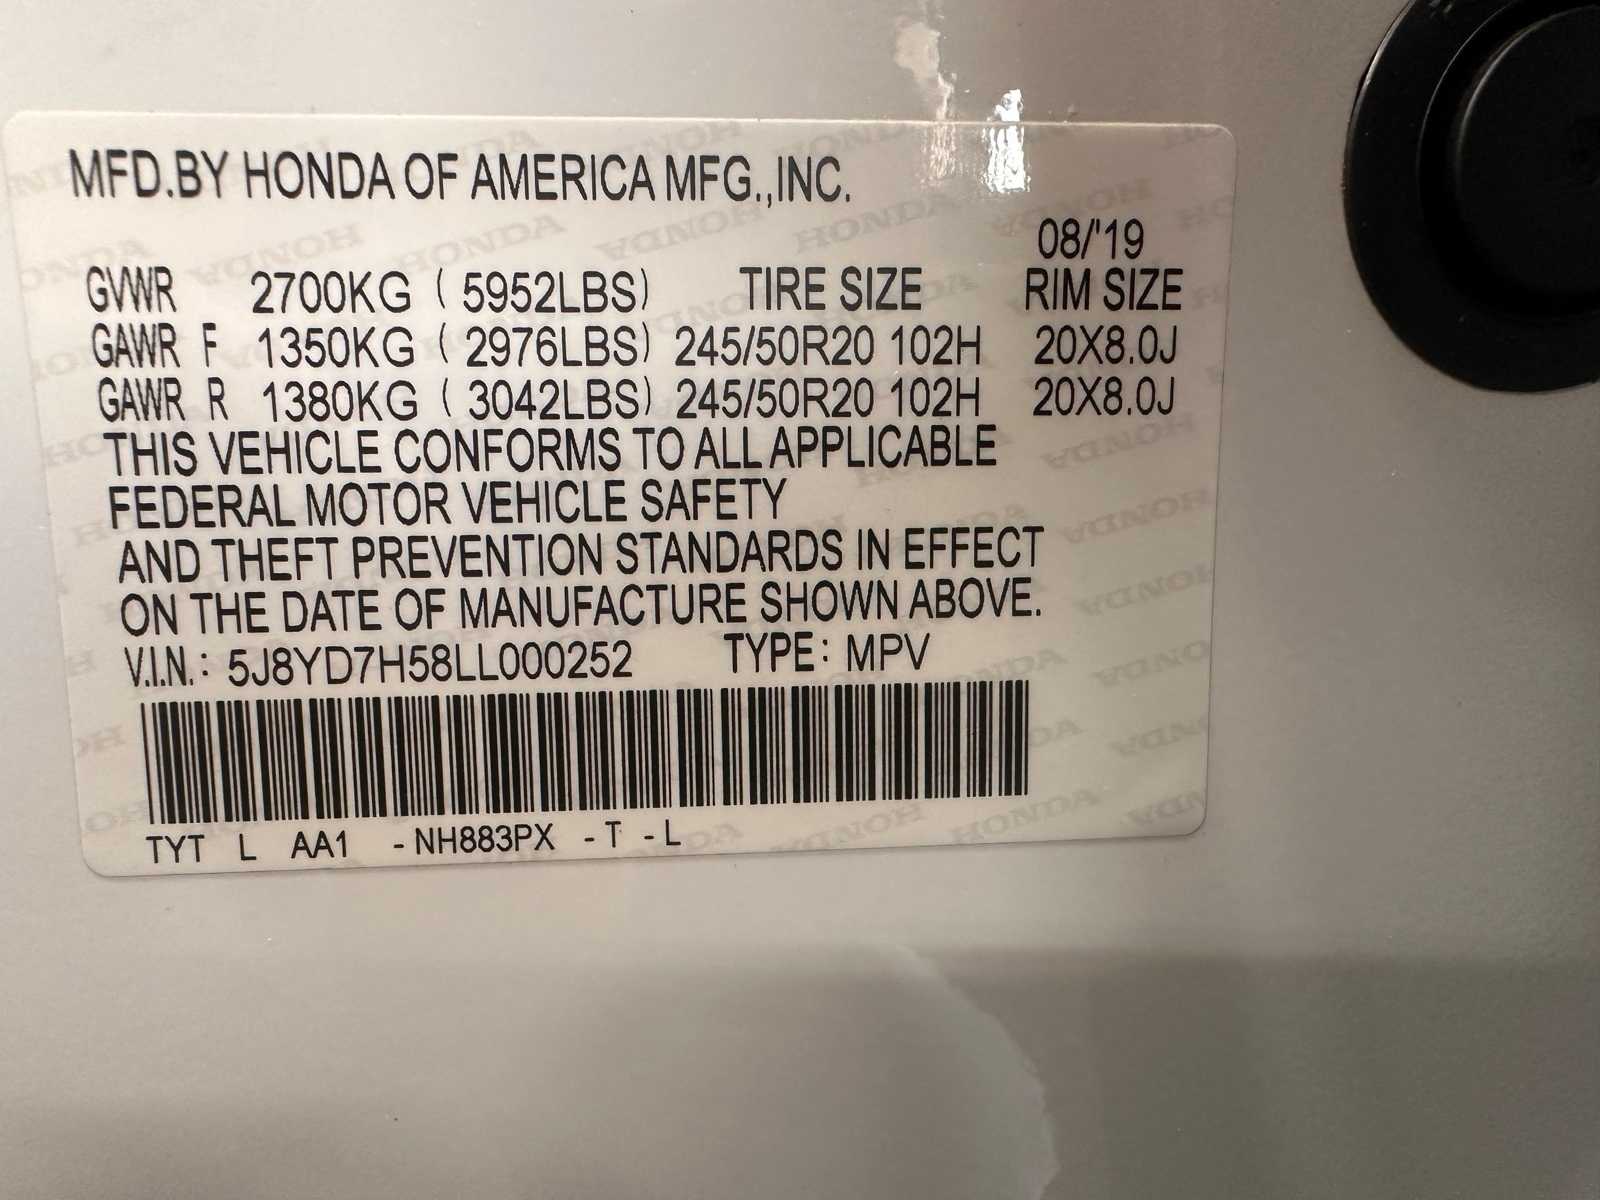 MFD.BY HONDA OF AMERICA MFG.,INC.
08/'19
GVWR 2700KG ( 5952LBS) TIRE SIZE RIM SIZE
GAWR F 1350KG ( 2976LBS) 245/50R20 102H 20X8.0J
GAWR R 1380KG ( 3042LBS) 245/50R20 102H 20X8.0J
THIS VEHICLE CONFORMS TO ALL APPLICABLE
FEDERAL MOTOR VEHICLE SAFETY
AND THEFT PREVENTION STANDARDS IN EFFECT
ON THE DATE OF MANUFACTURE SHOWN ABOVE.
V.I.N.: 5J8YD7H58LL000252 TYPE: MPV
TYT L AA1 -NH883PX -T -L